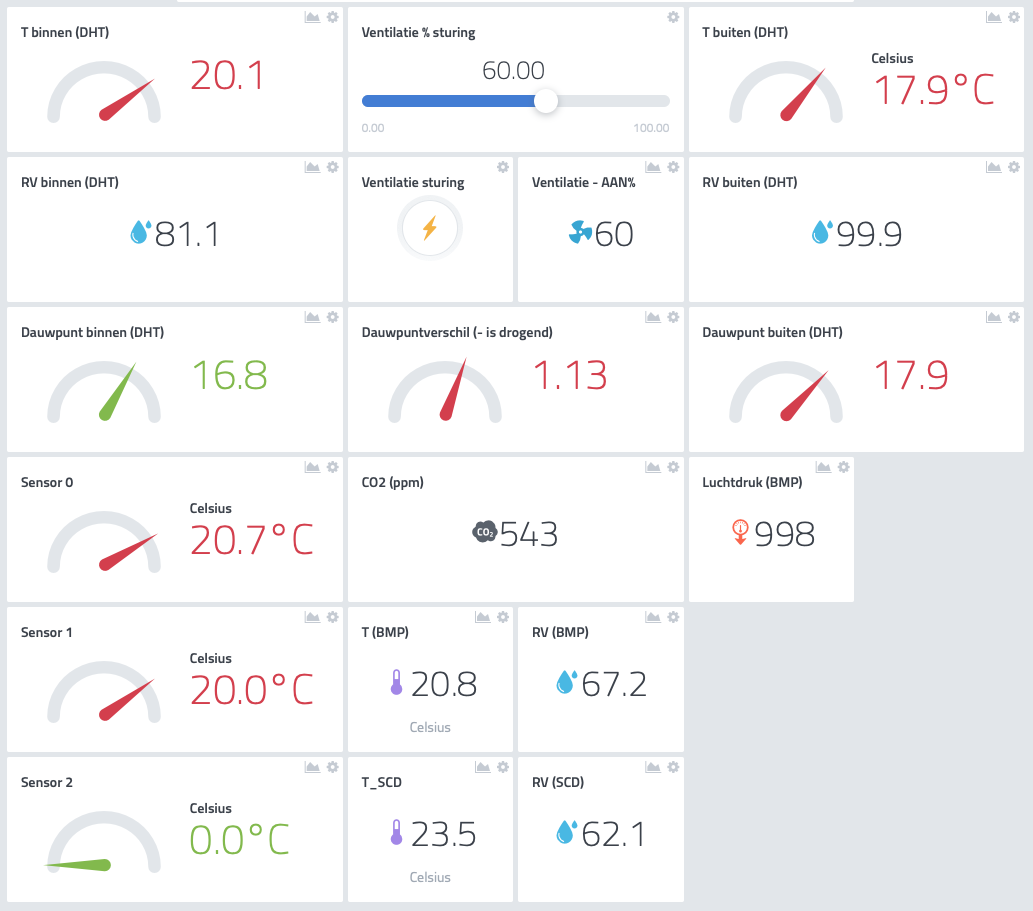 T binnen (DHT)
20.1
Ventilatie % sturing
60.00
0.00
100.00
T buiten (DHT)
Celsius
17.9°C
RV binnen (DHT)
81.1
Ventilatie sturing
Ventilatie - AAN%
60
RV buiten (DHT)
99.9
Dauwpunt binnen (DHT)
16.8
Dauwpuntverschil (- is drogend)
1.13
Dauwpunt buiten (DHT)
17.9
Sensor 0
Celsius
20.7°C
CO2 (ppm)
CO₂
543
Luchtdruk (BMP)
998
Sensor 1
Celsius
20.0°C
T (BMP)
20.8
Celsius
RV (BMP)
67.2
Sensor 2
Celsius
0.0°C
T_SCD
23.5
Celsius
RV (SCD)
62.1